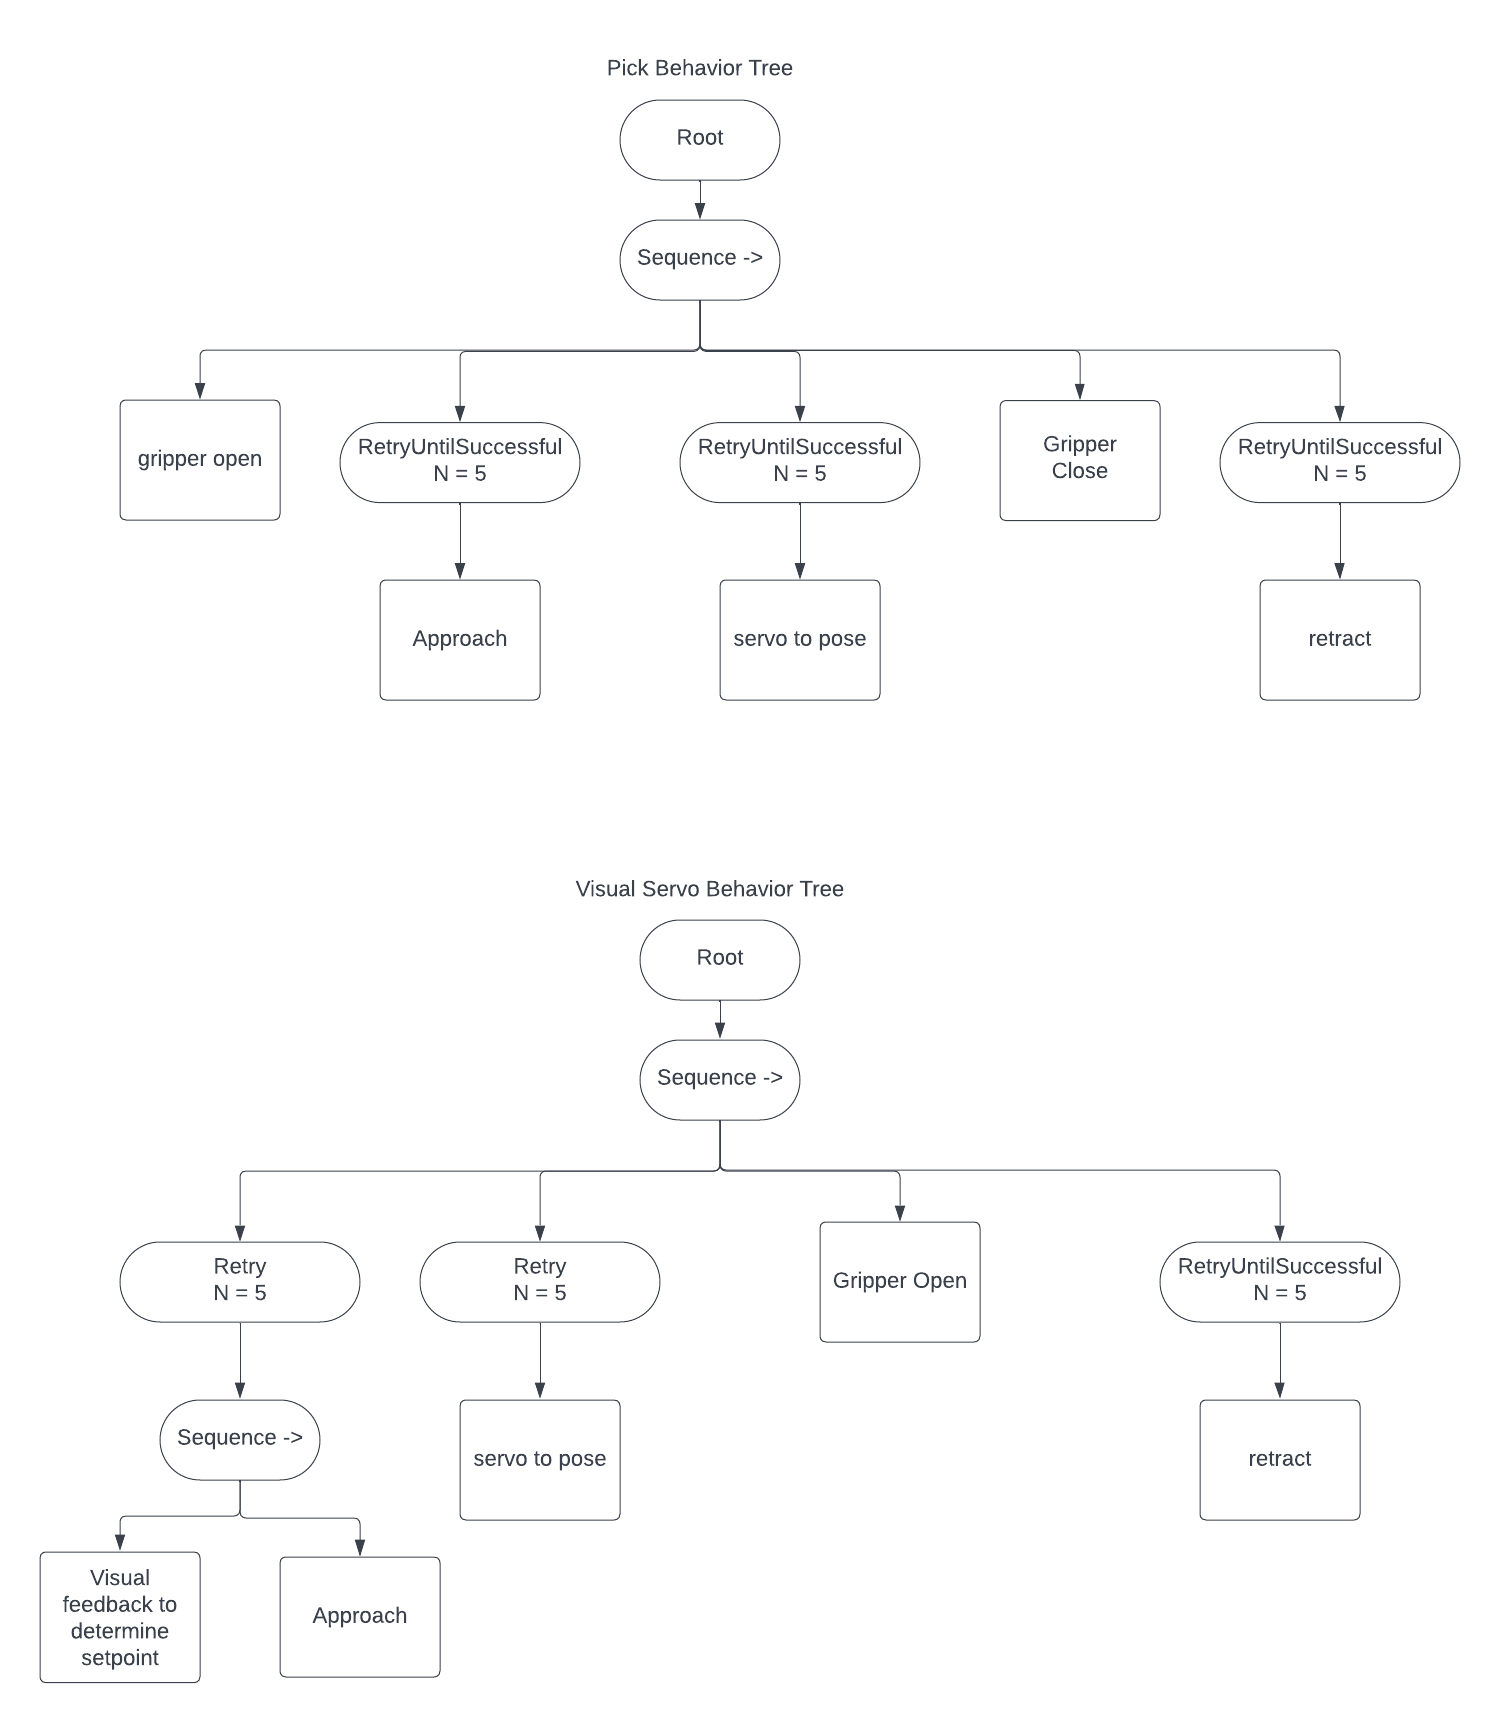 Pick Behavior Tree
Root
Sequence ->
gripper open
RetryUntilSuccessful
N = 5
RetryUntilSuccessful
N = 5
Gripper
Close
RetryUntilSuccessful
N = 5
Approach
servo to pose
retract
Visual Servo Behavior Tree
Root
Sequence ->
Retry
N = 5
Retry
N = 5
Gripper Open
RetryUntilSuccessful
N = 5
Sequence ->
servo to pose
retract
Visual
feedback to
determine
setpoint
Approach